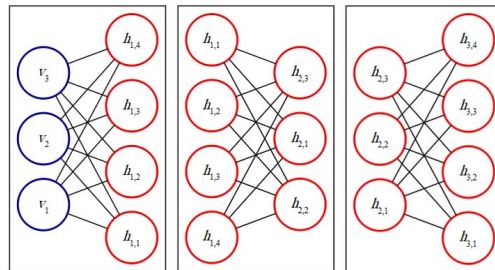 v3
v2
v1
h1,4
h1,3
h1,2
h1,1
h1,1
h1,2
h1,3
h1,4
h2,3
h2,1
h2,2
h2,3
h2,2
h2,1
h3,4
h3,3
h3,2
h3,1